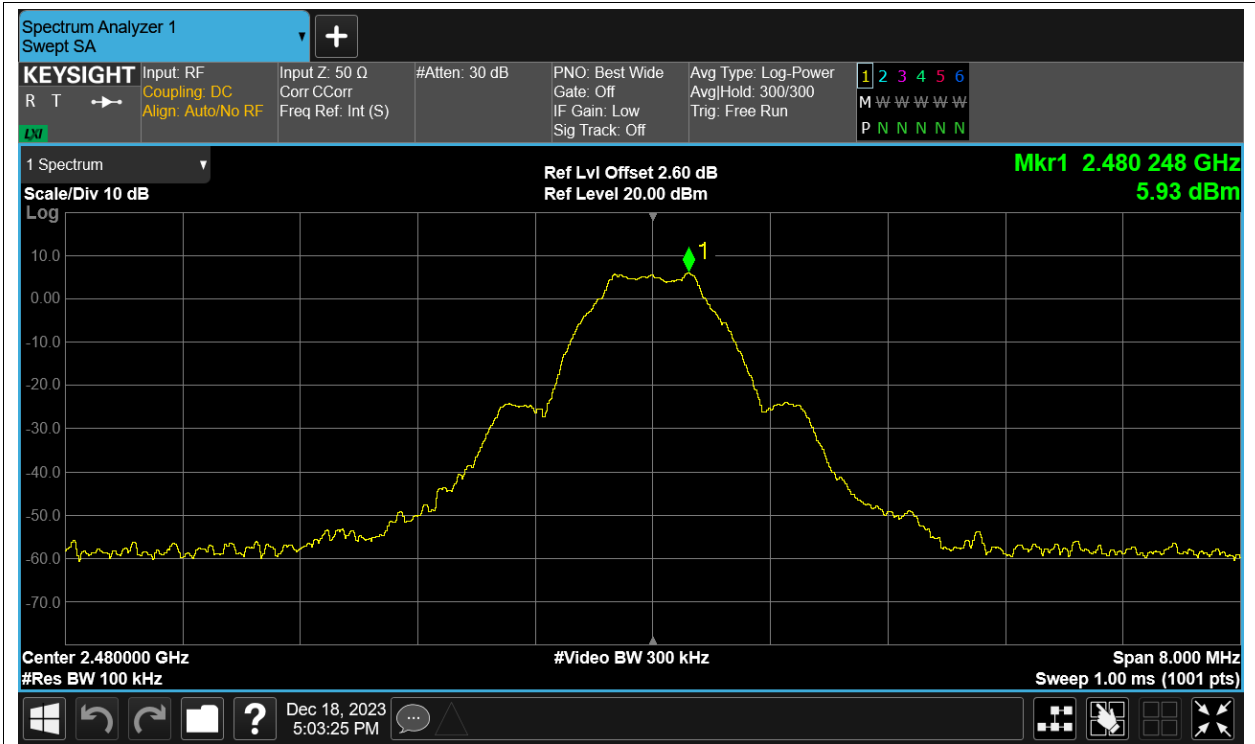 Spectrum Analyzer 1
Swept SA
+
KEYSIGHT
R T
LXI
Input: RF
Coupling: DC
Align: Auto/No RF
Input Z: 50 Ω
Corr CCorr
Freq Ref: Int (S)
#Atten: 30 dB
PNO: Best Wide
Gate: Off
IF Gain: Low
Sig Track: Off
Avg Type: Log-Power
Avg|Hold: 300/300
Trig: Free Run
1 2 3 4 5 6
M W W W W W
P N N N N N
1 Spectrum
Scale/Div 10 dB
Log
Ref Lvl Offset 2.60 dB
Ref Level 20.00 dBm
Mkr1 2.480 248 GHz
5.93 dBm
1
10.0
0.00
-10.0
-20.0
-30.0
-40.0
-50.0
-60.0
-70.0
Center 2.480000 GHz
#Res BW 100 kHz
#Video BW 300 kHz
Span 8.000 MHz
Sweep 1.00 ms (1001 pts)
?
Dec 18, 2023
5:03:25 PM